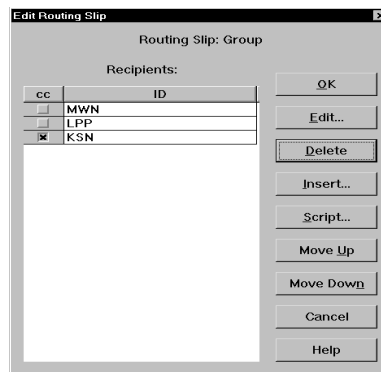 Edit Routing Slip
Routing Slip: Group
Recipients:
cc ID
MWN
LPP
KSN
OK
Edit...
Delete
Insert...
Script...
Move Up
Move Down
Cancel
Help